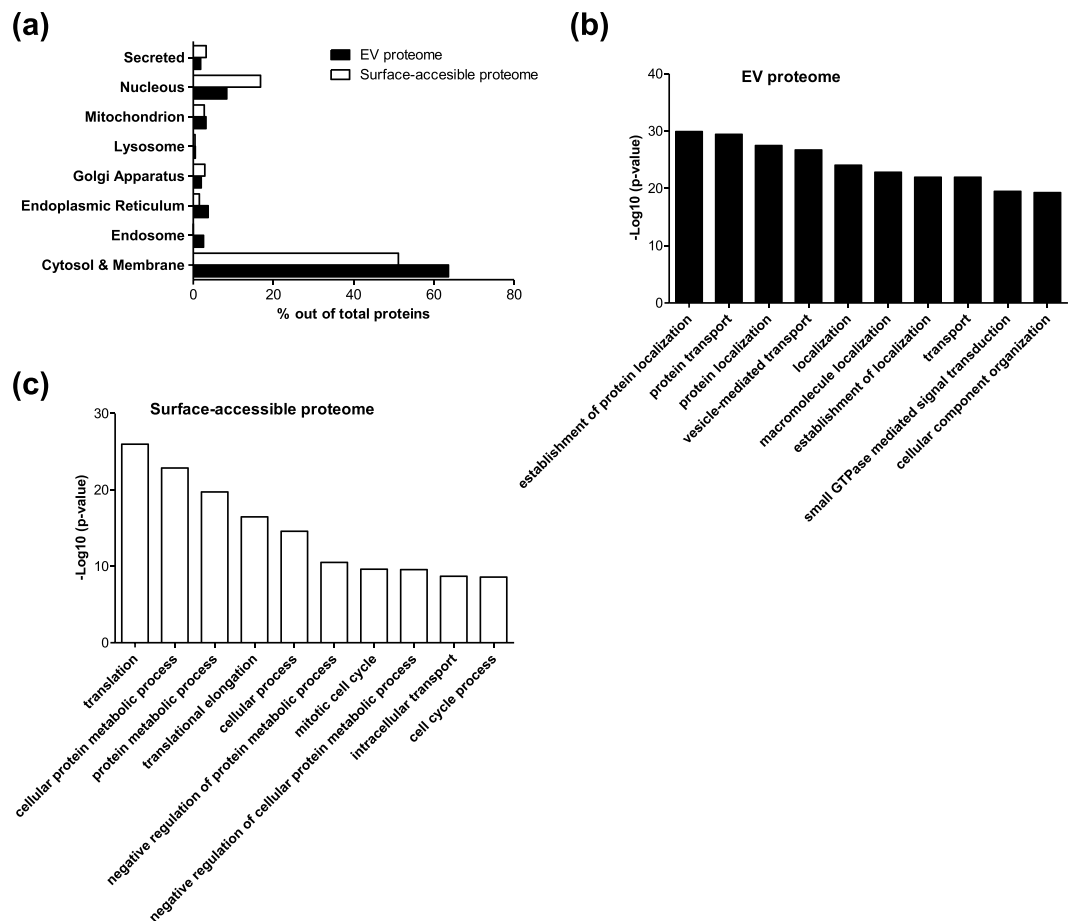 (a)
EV proteome
Surface-accesible proteome
Secreted
Nucleous
Mitochondrion
Lysosome
Golgi Apparatus
Endoplasmic Reticulum
Endosome
Cytosol & Membrane
0 20 40 60 80
% out of total proteins
(b)
EV proteome
-Log10 (p-value)
40
30
20
10
0
establishment of protein localization
protein transport
protein localization
vesicle-mediated transport
localization
macromolecule localization
establishment of localization
transport
small GTPase mediated signal transduction
cellular component organization
(c)
Surface-accessible proteome
-Log10 (p-value)
30
20
10
0
translation
cellular protein metabolic process
protein metabolic process
translational elongation
cellular process
negative regulation of protein metabolic process
mitotic cell cycle
negative regulation of cellular protein metabolic process
intracellular transport
cell cycle process